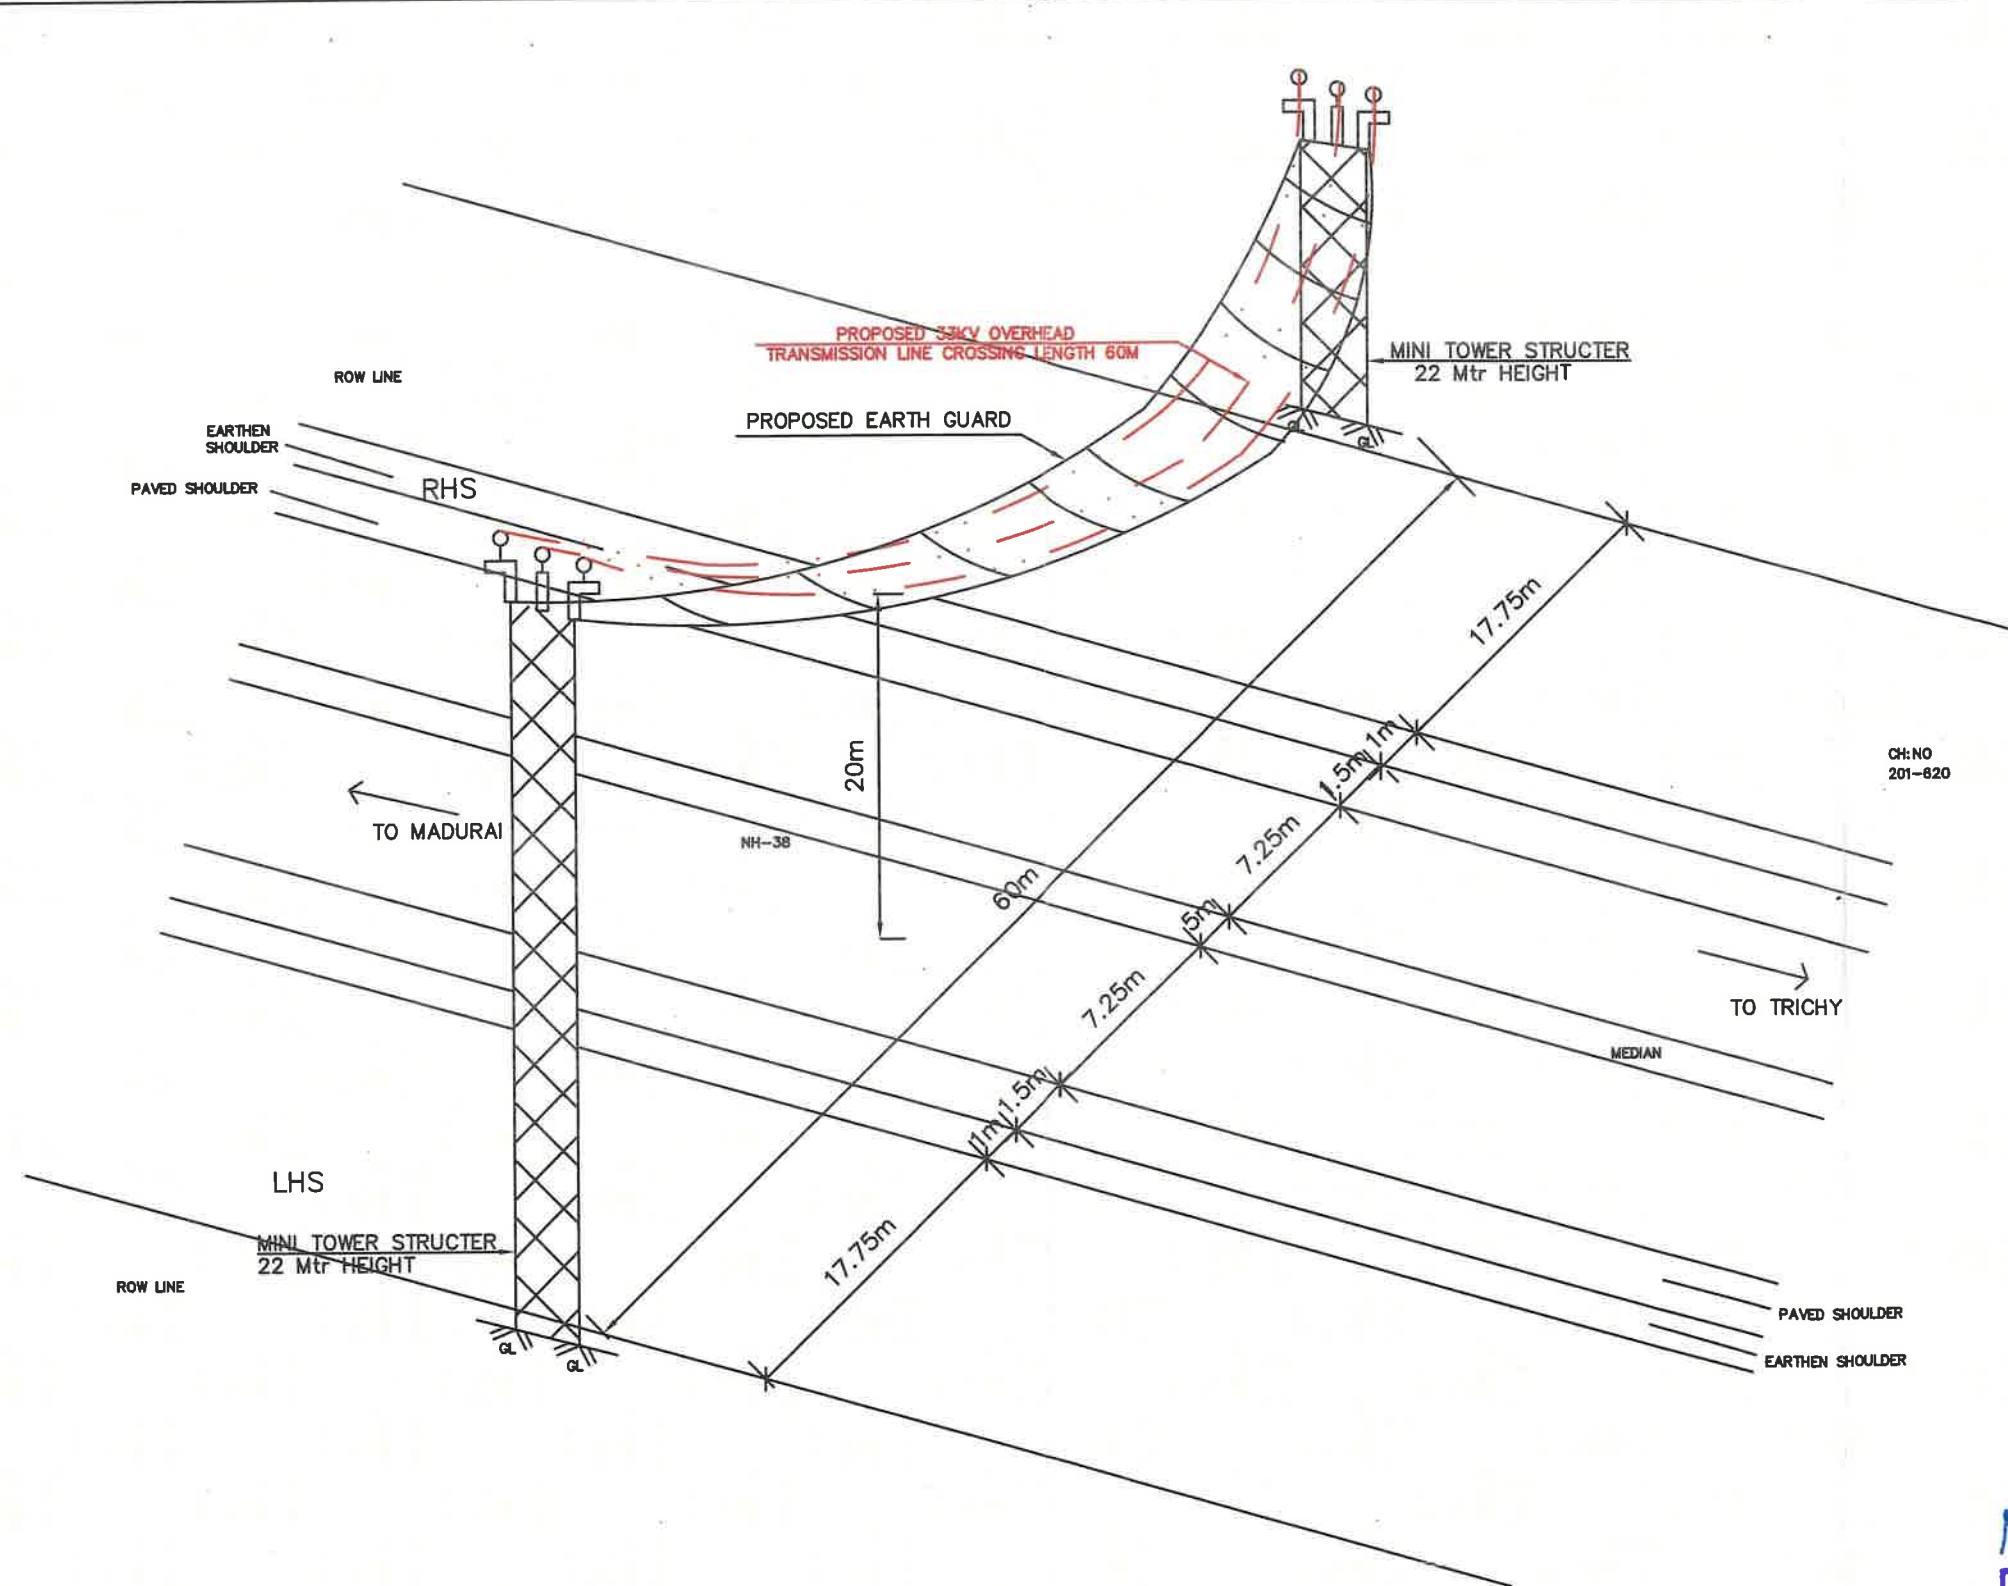 PROPOSED 33KV OVERHEAD
TRANSMISSION LINE CROSSING LENGTH 60M
MINI TOWER STRUCTER
22 Mtr HEIGHT
ROW LINE
PROPOSED EARTH GUARD
EARTHEN
SHOULDER
PAVED SHOULDER
RHS
GL
GL
17.75m
1m
1.5m
CH:NO
201-620
20m
TO MADURAI
NH-38
7.25m
60m
5m
7.25m
TO TRICHY
MEDIAN
1.5m
1m
LHS
17.75m
MINI TOWER STRUCTER
22 Mtr HEIGHT
ROW LINE
GL
GL
PAVED SHOULDER
EARTHEN SHOULDER